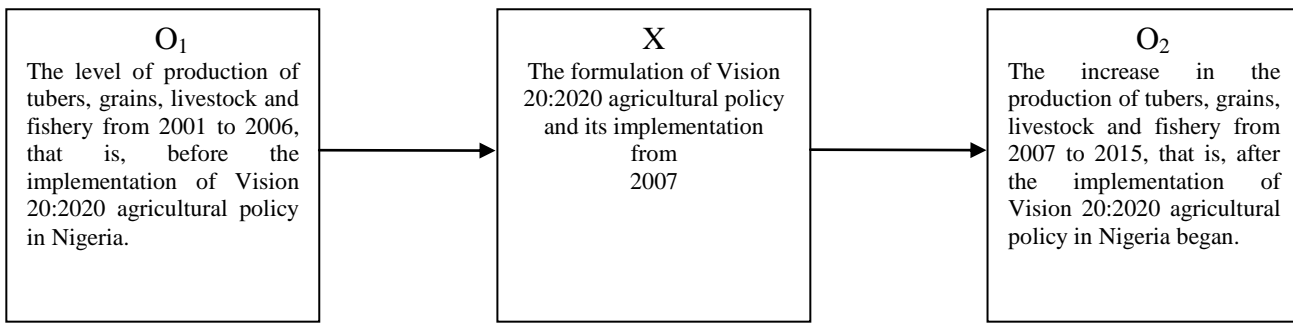 O₁
The level of production of
tubers, grains, livestock and
fishery from 2001 to 2006,
that is, before the
implementation of Vision
20:2020 agricultural policy
in Nigeria.
X
The formulation of Vision
20:2020 agricultural policy
and its implementation
from
2007
O₂
The increase in the
production of tubers, grains,
livestock and fishery from
2007 to 2015, that is, after
the implementation of
Vision 20:2020 agricultural
policy in Nigeria began.